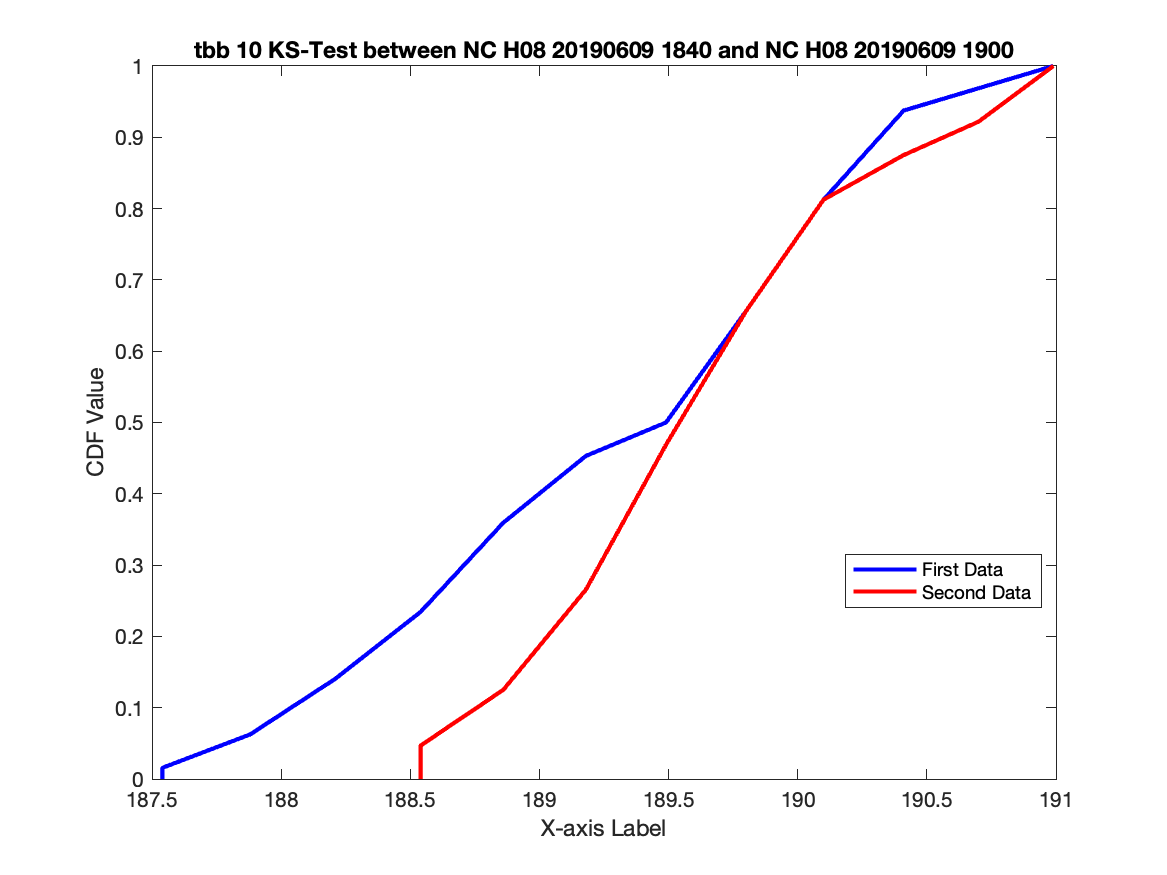 tbb 10 KS-Test between NC H08 20190609 1840 and NC H08 20190609 1900
1
0.9
0.8
0.7
0.6
0.5
0.4
0.3
0.2
0.1
0
CDF Value
First Data
Second Data
187.5 188 188.5 189 189.5 190 190.5 191
X-axis Label